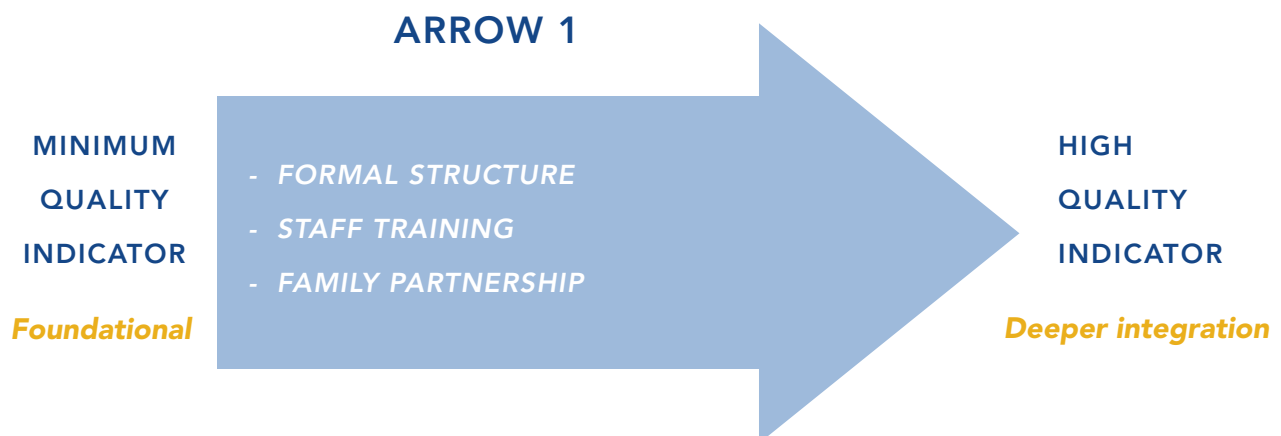 ARROW 1
MINIMUM
QUALITY
INDICATOR
Foundational
- FORMAL STRUCTURE
- STAFF TRAINING
- FAMILY PARTNERSHIP
HIGH
QUALITY
INDICATOR
Deeper integration